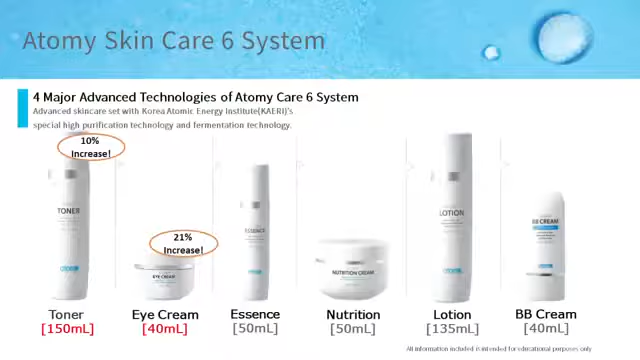 Atomy Skin Care 6 System
4 Major Advanced Technologies of Atomy Care 6 System
Advanced skincare set with Korea Atomic Energy Institute(KAERI)'s
special high purification technology and fermentation technology.
10%
Increase!
21%
Increase!
TONER
EYE CREAM
ESSENCE
NUTRITION CREAM
LOTION
BB CREAM
Toner
[150mL]
Eye Cream
[40mL]
Essence
[50mL]
Nutrition
[50mL]
Lotion
[135mL]
BB Cream
[40mL]
All information included is intended for educational purposes only